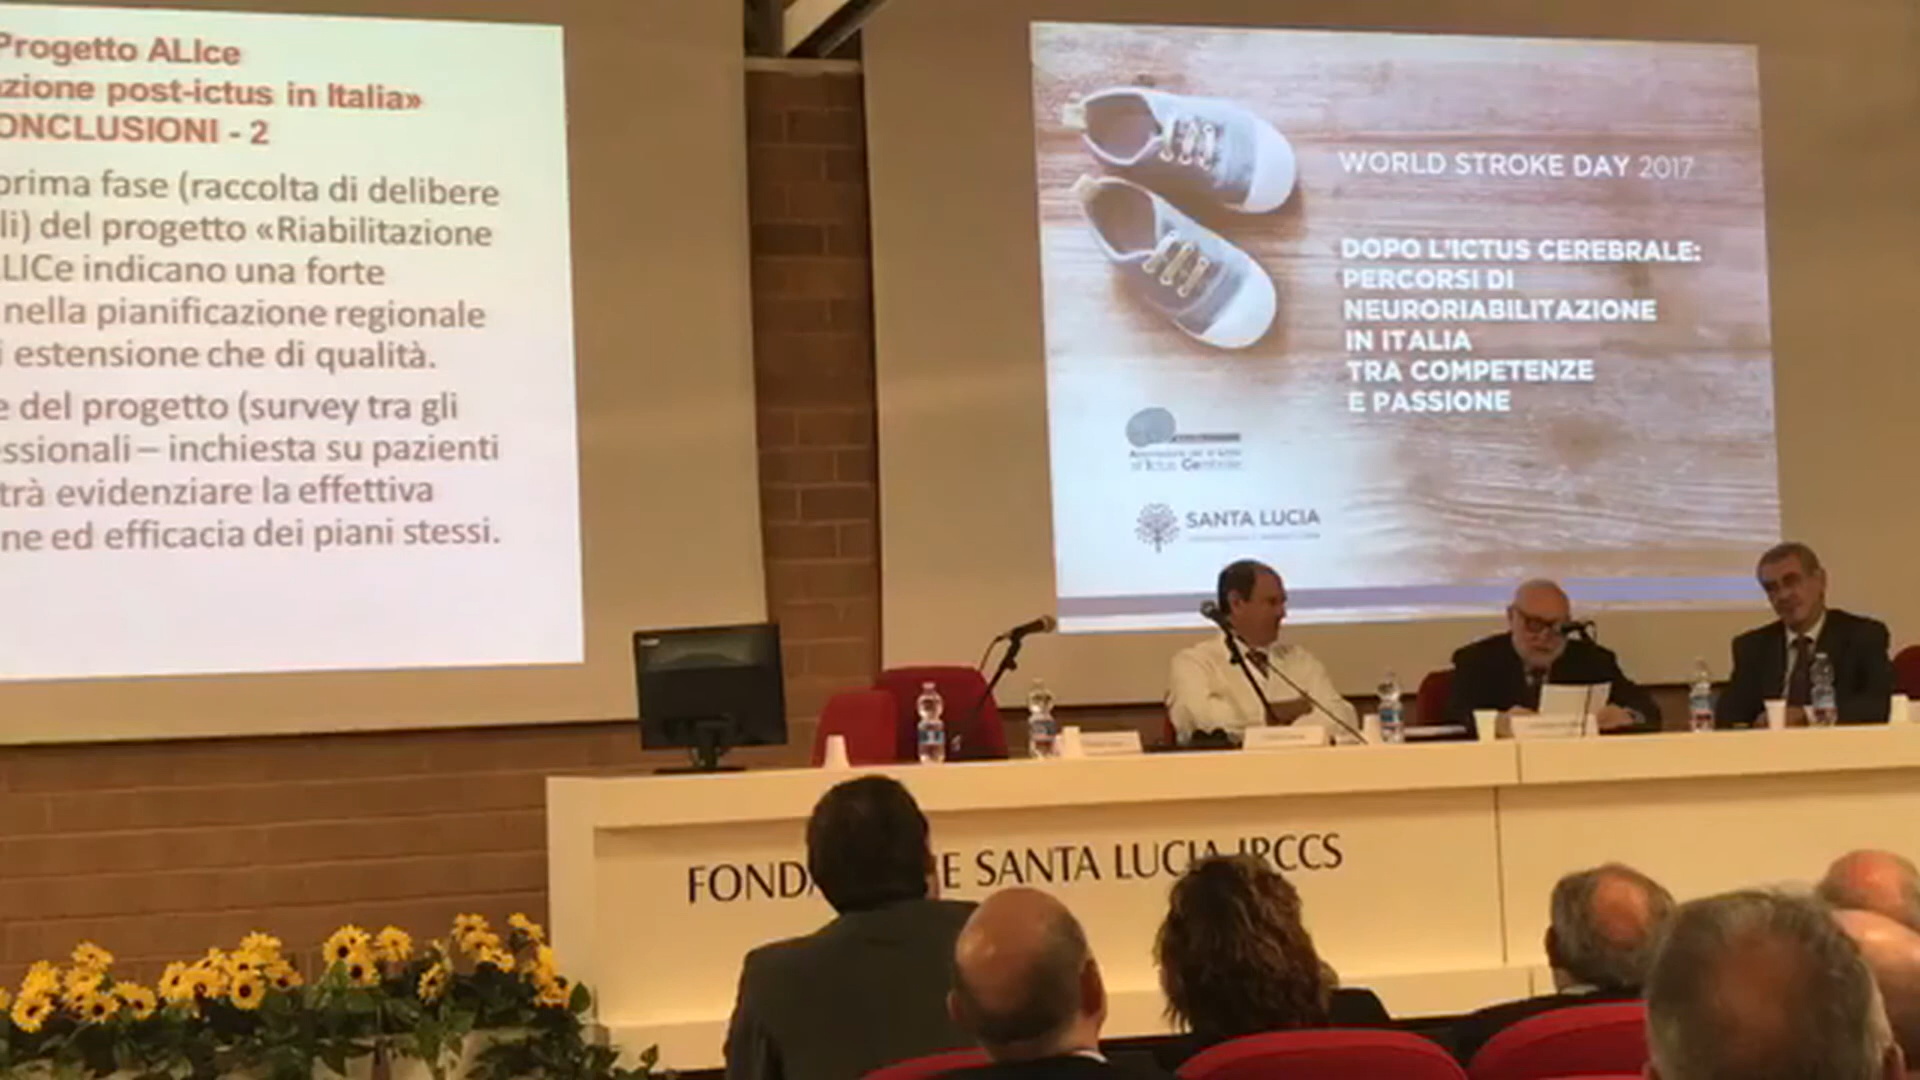 Progetto ALIce
zione post-ictus in Italia»
ONCLUSIONI - 2
prima fase (raccolta di delibere
li) del progetto «Riabilitazione
LICe indicano una forte
nella pianificazione regionale
i estensione che di qualità.
e del progetto (survey tra gli
ssionali – inchiesta su pazienti
trà evidenziare la effettiva
ne ed efficacia dei piani stessi.
WORLD STROKE DAY 2017
DOPO L'ICTUS CEREBRALE:
PERCORSI DI
NEURORIABILITAZIONE
IN ITALIA
TRA COMPETENZE
E PASSIONE
SANTA LUCIA
FOND E SANTA LUCIA IRCCS